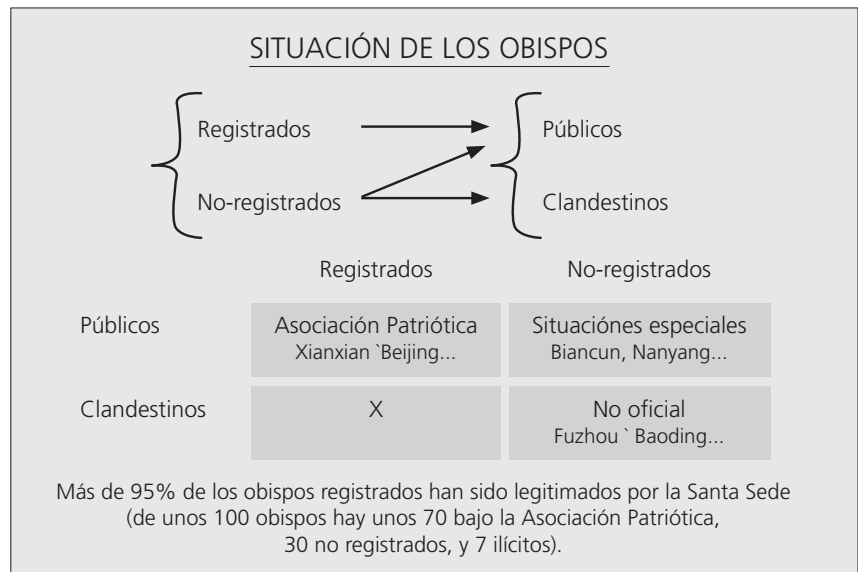 SITUACIÓN DE LOS OBISPOS
Registrados
Públicos
No-registrados
Clandestinos
Registrados
No-registrados
Públicos
Asociación Patriótica
Situaciónes especiales
Xianxian `Beijing...
Biancun, Nanyang...
Clandestinos
X
No oficial
Fuzhou ` Baoding...
Más de 95% de los obispos registrados han sido legitimados por la Santa Sede
(de unos 100 obispos hay unos 70 bajo la Asociación Patriótica,
30 no registrados, y 7 ilícitos).